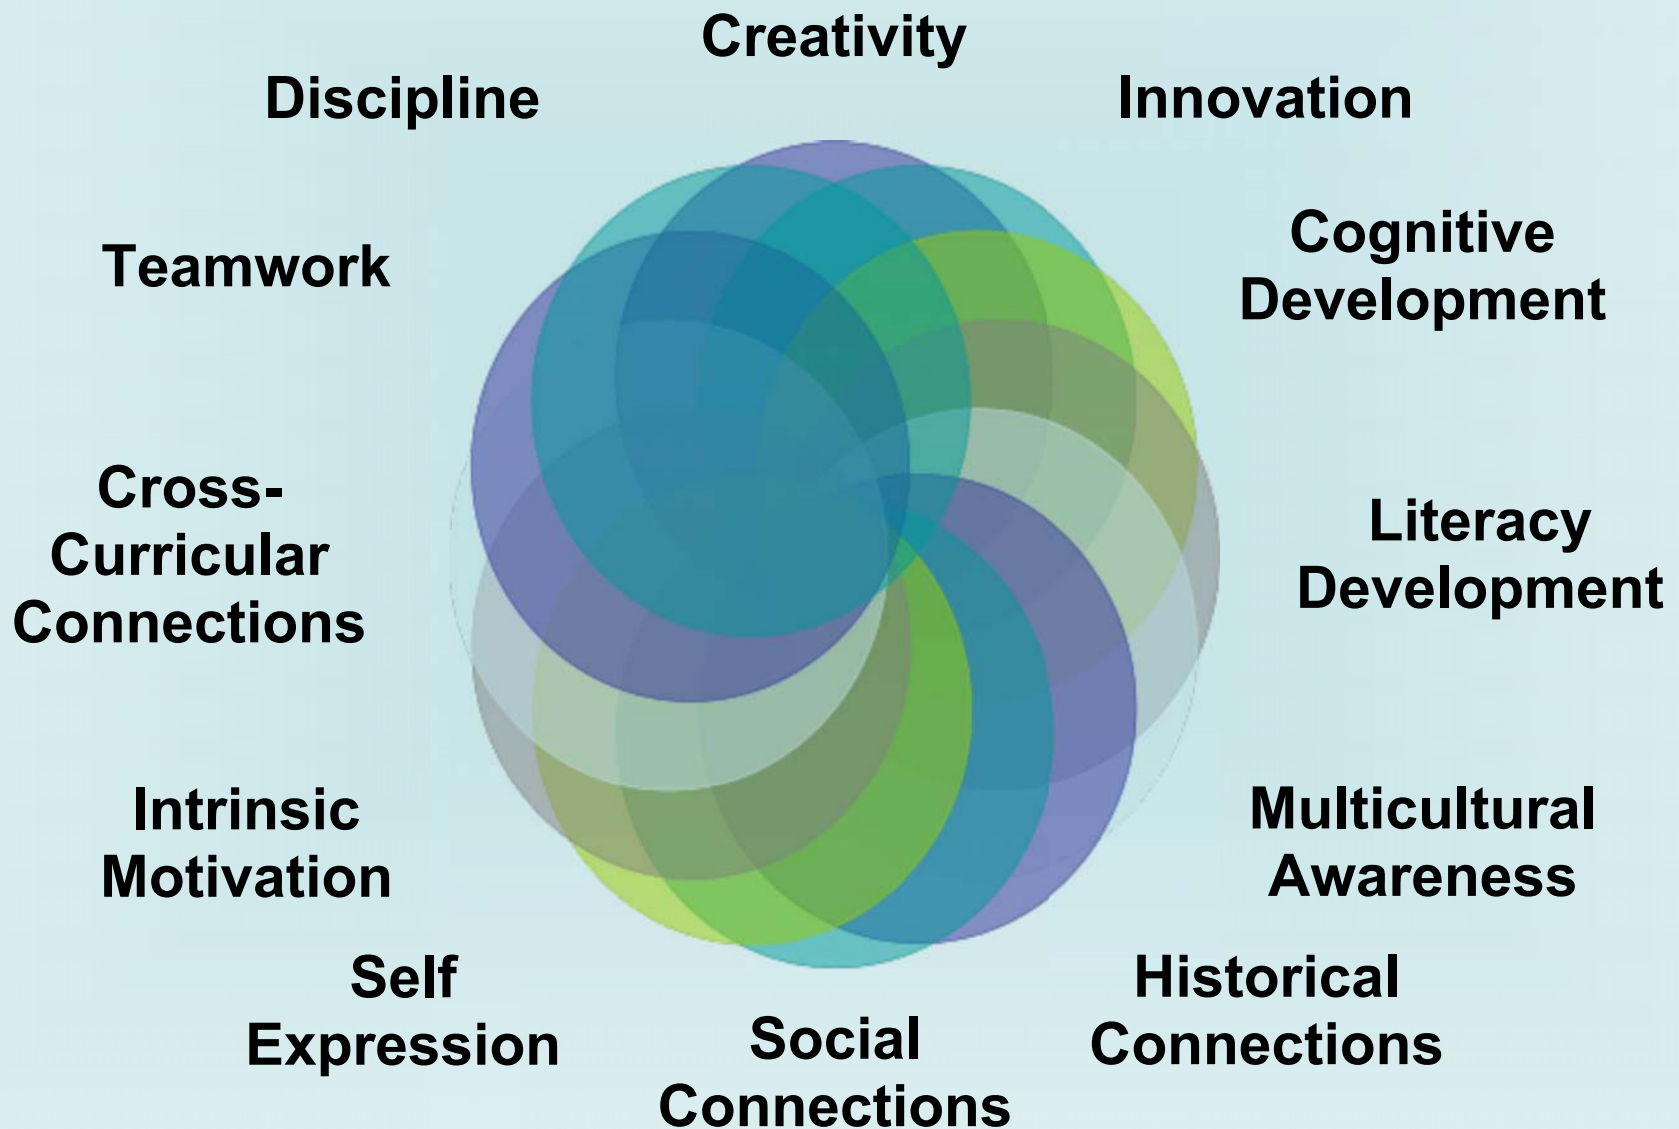 Creativity
Discipline
Innovation
Teamwork
Cognitive
Development
Cross-
Curricular
Connections
Literacy
Development
Intrinsic
Motivation
Multicultural
Awareness
Self
Expression
Social
Connections
Historical
Connections